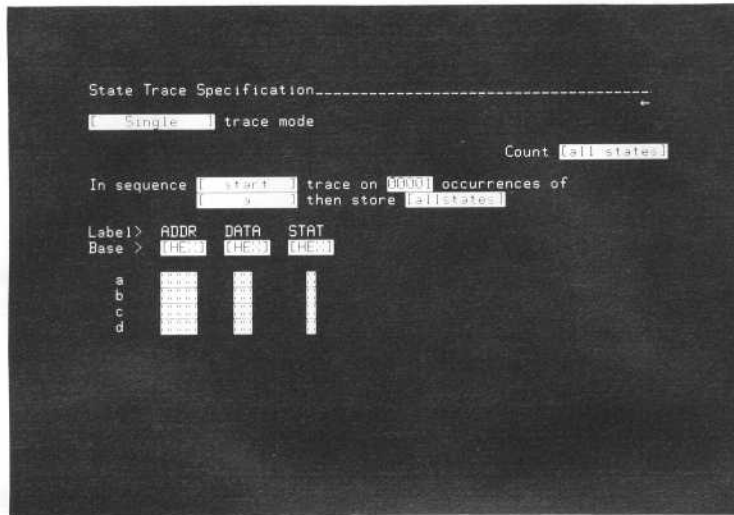 State Trace Specification
[ Single ] trace mode
Count [all states]
In sequence [ start ] trace on 00001 occurrences of
[ a ] then store [allstates]
Label> ADDR DATA STAT
Base > [HEX] [HEX] [HEX]
a
b
c
d